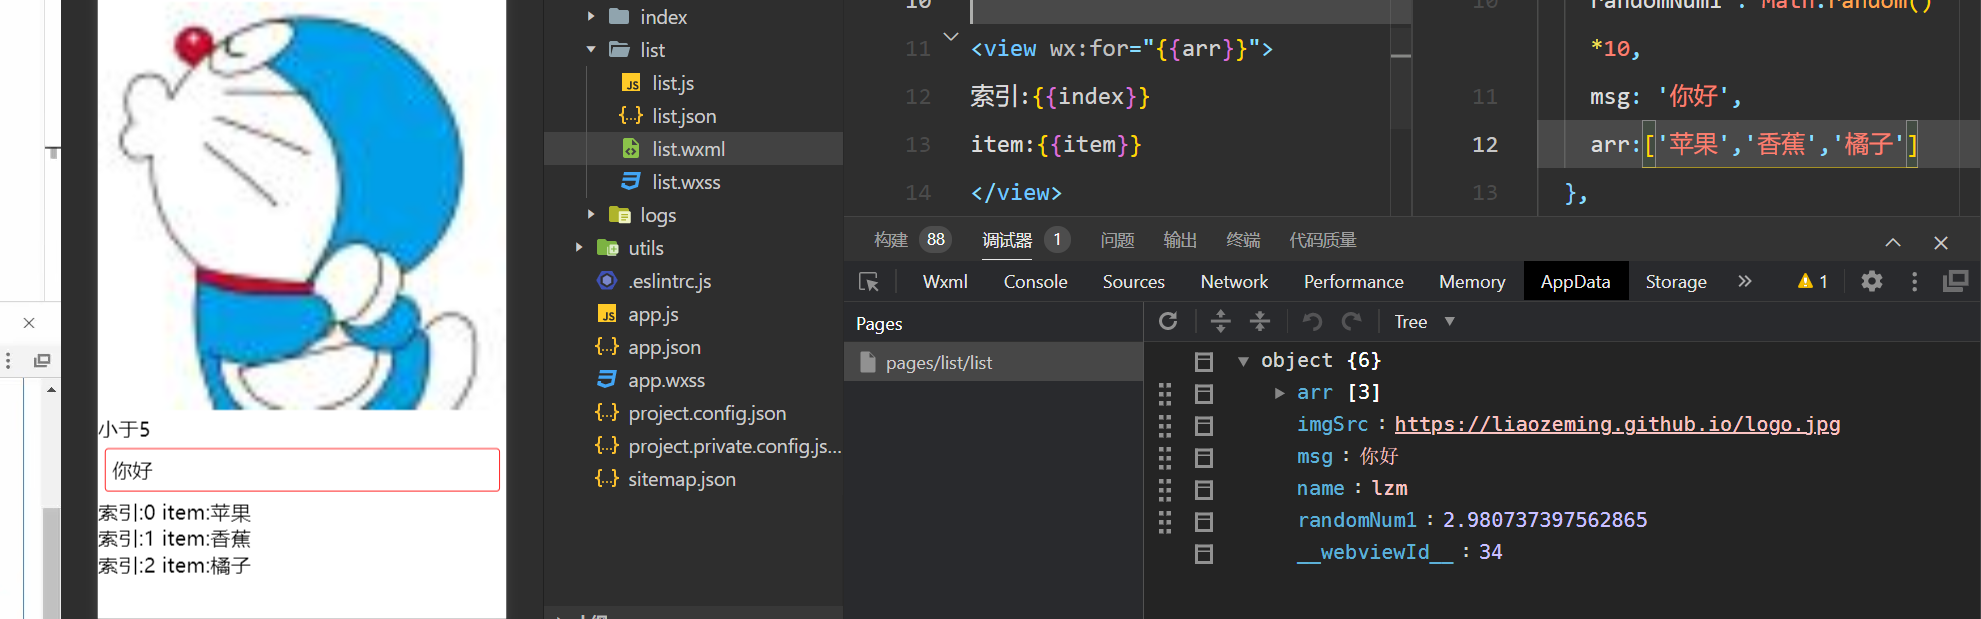 小于5
你好
索引:0 item:苹果
索引:1 item:香蕉
索引:2 item:橘子
index
list
list.js
list.json
list.wxml
list.wxss
logs
utils
.eslintrc.js
app.js
app.json
app.wxss
project.config.json
project.private.config.js...
sitemap.json
10
11 <view wx:for="{{arr}}">
12 索引:{{index}}
13 item:{{item}}
14 </view>
10 randomNum1 : Math.random()
*10,
11 msg: '你好',
12 arr:['苹果','香蕉','橘子']
13 },
构建 88 调试器 1 问题 输出 终端 代码质量
Wxml Console Sources Network Performance Memory AppData Storage » 1
Pages
pages/list/list
Tree
object {6}
arr [3]
imgSrc : https://liaozeming.github.io/logo.jpg
msg : 你好
name : lzm
randomNum1 : 2.980737397562865
__webviewId__ : 34